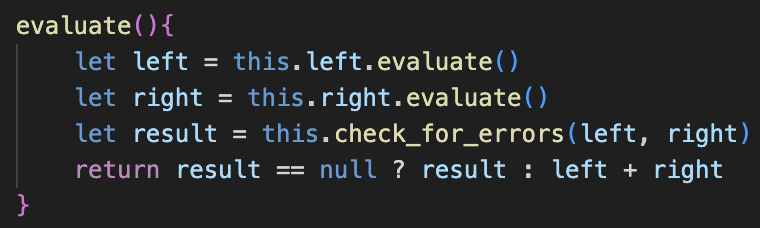 evaluate(){
let left = this.left.evaluate()
let right = this.right.evaluate()
let result = this.check_for_errors(left, right)
return result == null ? result : left + right
}